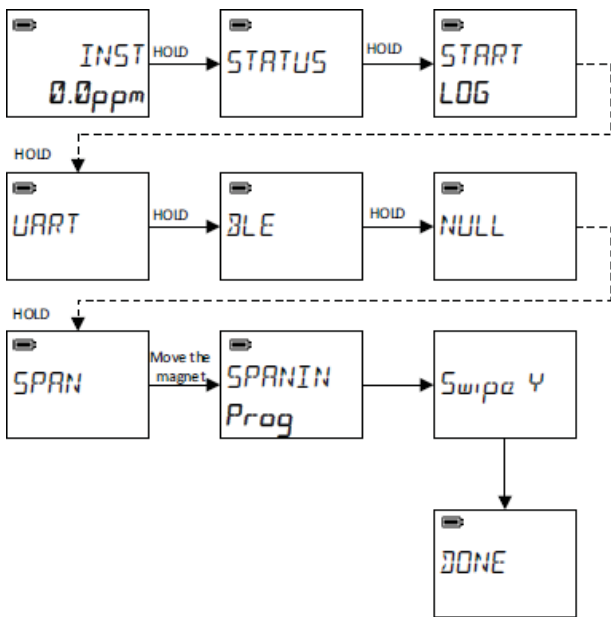 INST
0.0ppm
HOLD
STATUS
HOLD
START
LOG
HOLD
UART
HOLD
BLE
HOLD
NULL
HOLD
SPAN
Move the
magnet
SPANIN
Prog
Swipe Y
DONE